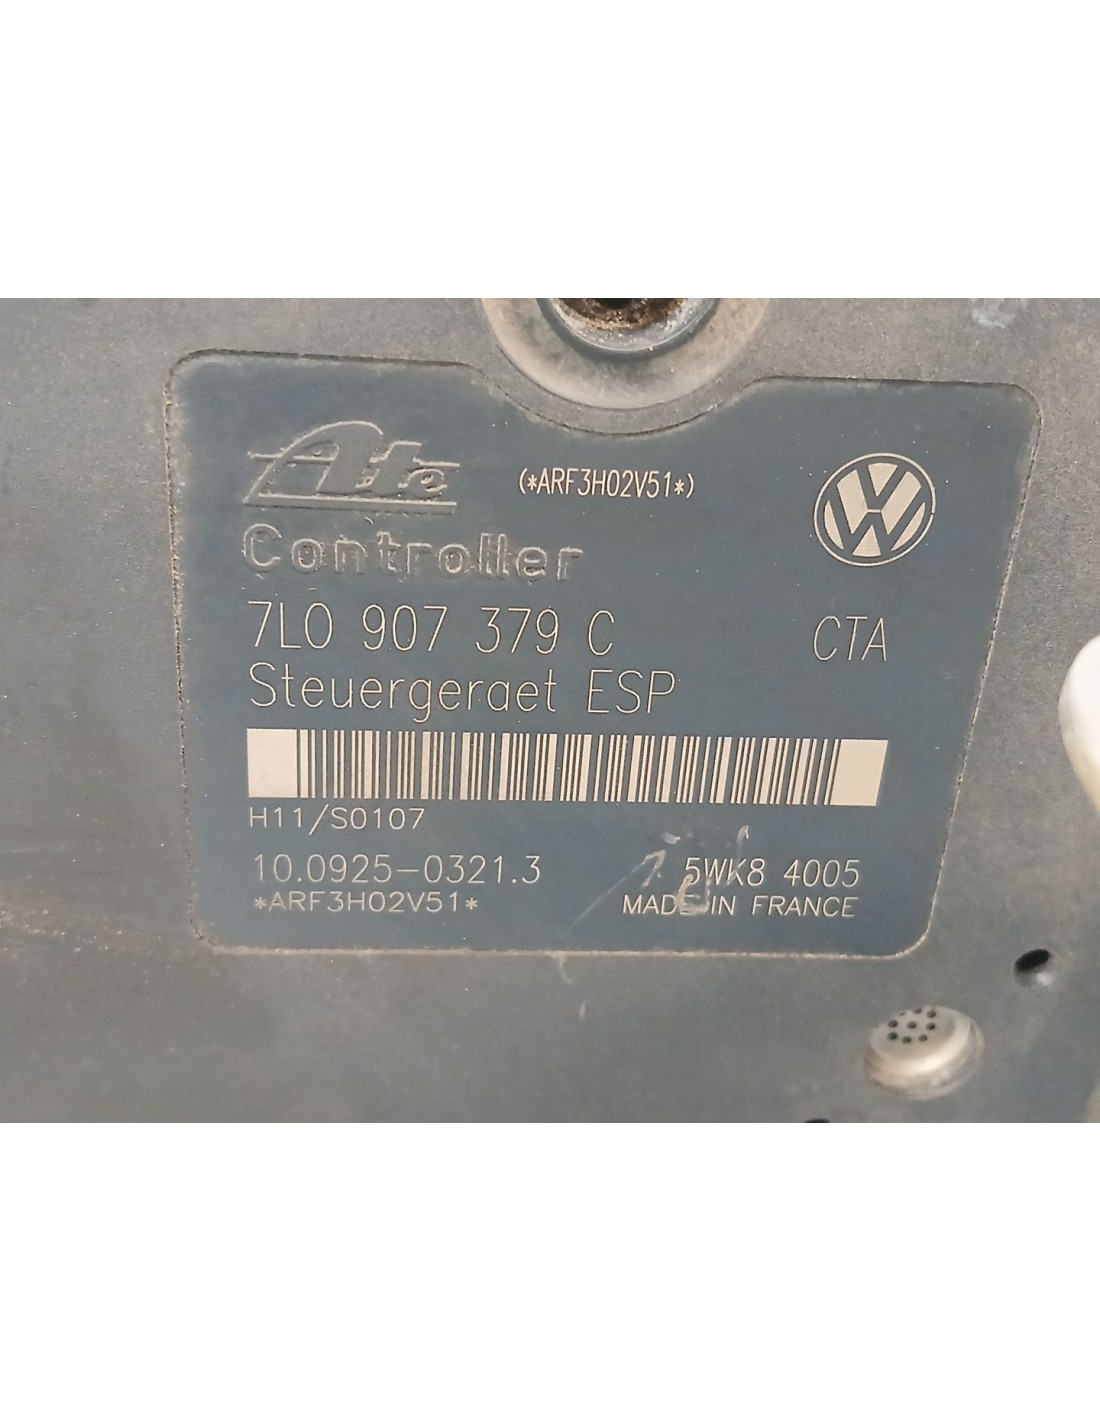 Ate (*ARF3H02V51*)
Controller
7L0 907 379 C CTA
Steuergeraet ESP
H11/S0107
10.0925-0321.3 5WK8 4005
*ARF3H02V51* MADE IN FRANCE